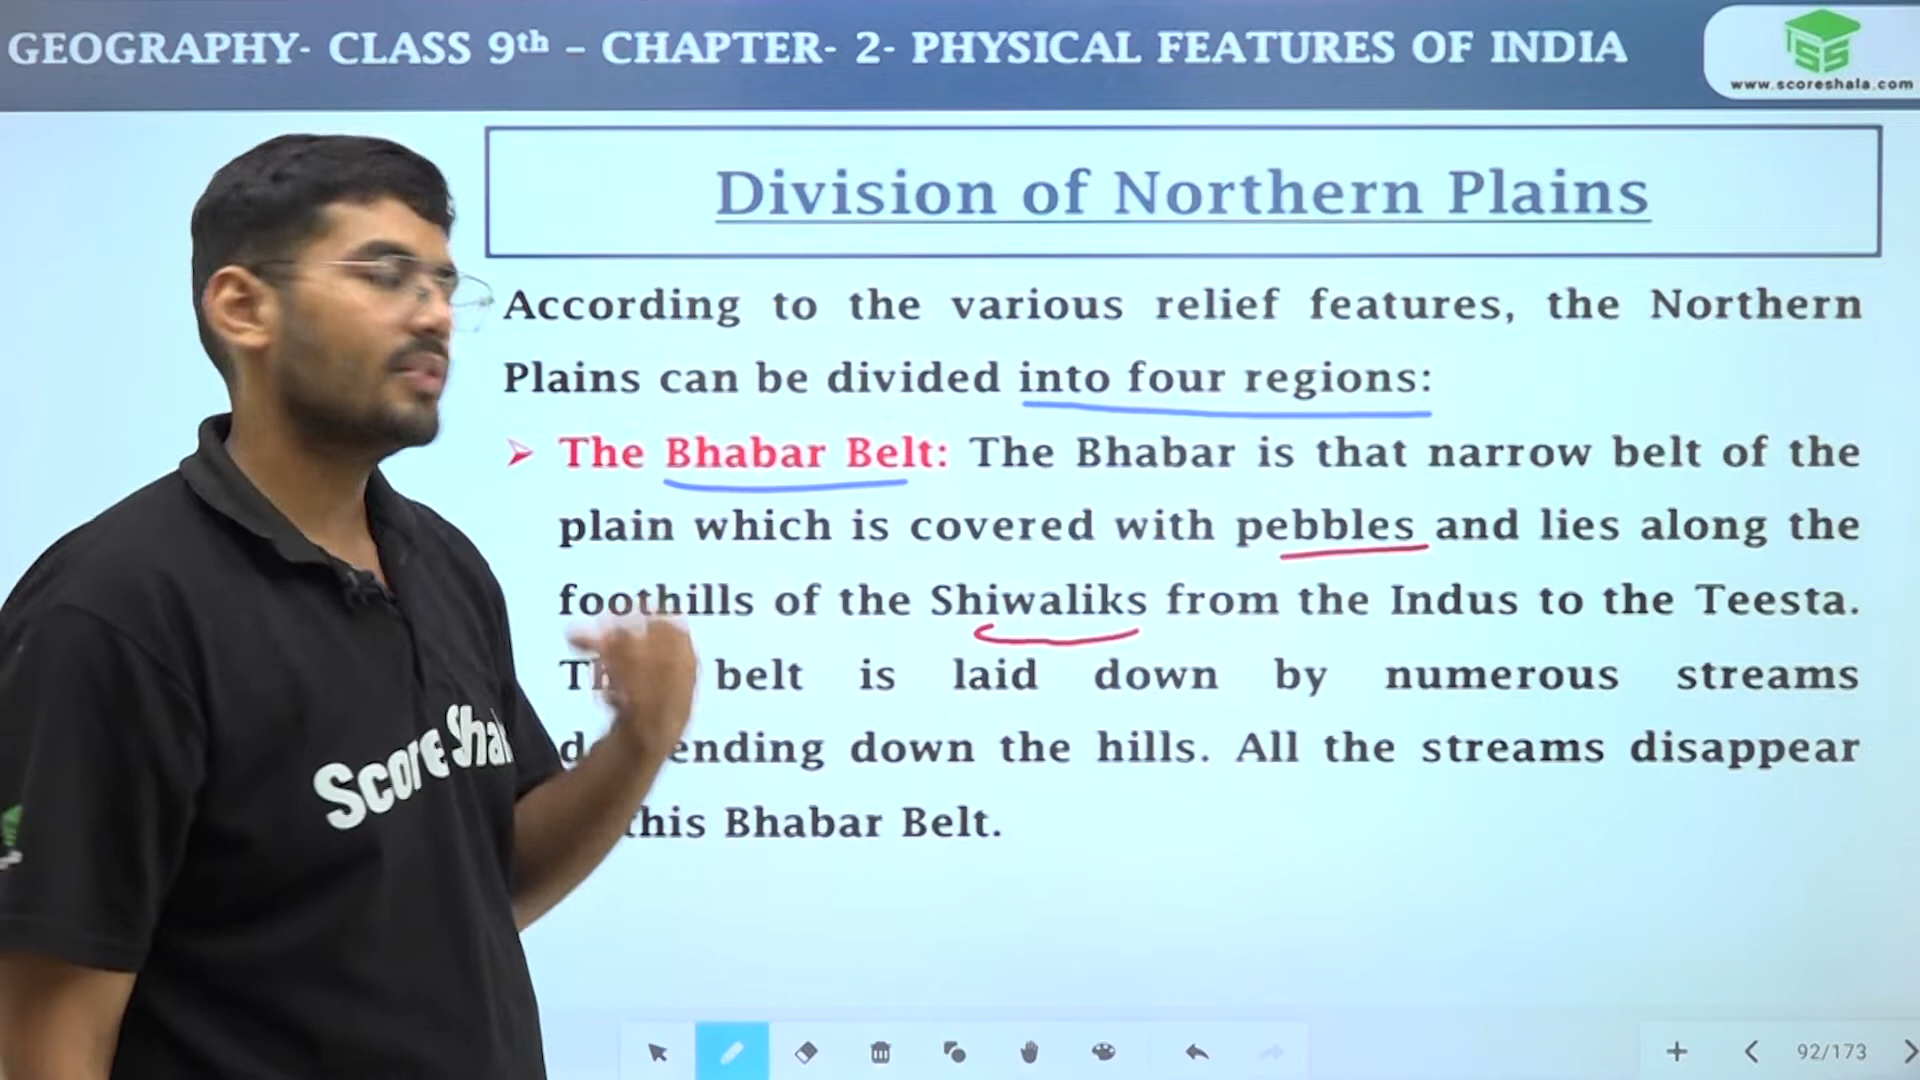 GEOGRAPHY- CLASS 9th – CHAPTER- 2- PHYSICAL FEATURES OF INDIA
SS
www.scoreshala.com
Division of Northern Plains
According to the various relief features, the Northern
Plains can be divided into four regions:
➢ The Bhabar Belt: The Bhabar is that narrow belt of the
plain which is covered with pebbles and lies along the
foothills of the Shiwaliks from the Indus to the Teesta.
belt is laid down by numerous streams
down the hills. All the streams disappear
this Bhabar Belt.
Score Shal
92/173